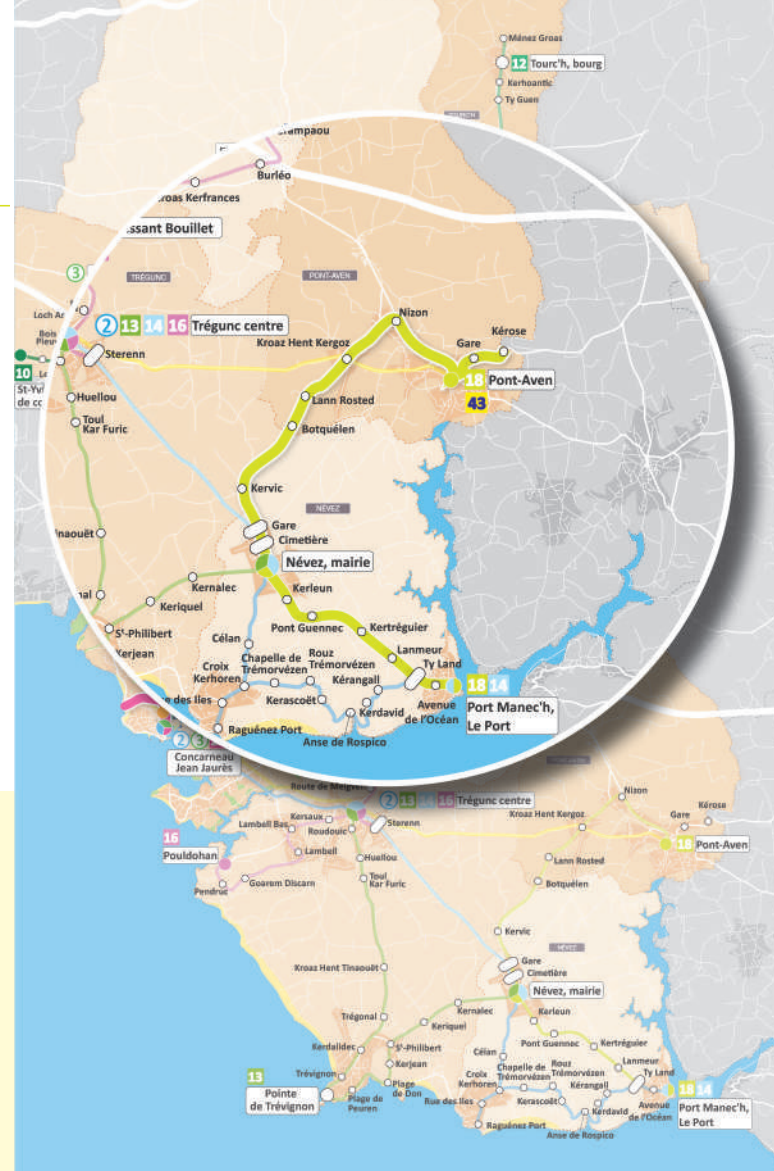 Ménez Groas
12 Tourc'h, bourg
Kerhoantic
Ty Guen
Burléo
Kerfrances
Bouillet
3
TRÉGUNC
PONT-AVEN
2 13 14 16 Trégunc centre
Sterenn
10
Huellou
Toul
Kar Furic
Nizon
Kroaz Hent Kergoz
Gare
Kérose
18 Pont-Aven
43
Lann Rosted
Botquélen
Kervic
NÉVEZ
Gare
Cimetière
Névez, mairie
Kernalec
Keriquel
Kerleun
Pont Guennec
Kertréguier
Sᵗ-Philibert
Kerjean
Célan
Croix
Kerhoren
Chapelle de
Trémorvézen
Rouz
Trémorvézen
Kérangall
Lanmeur
Ty Land
Kerascoët
Kerdavid
Avenue
de l'Océan
18 14
Port Manec'h,
Le Port
des Iles
Raguénez Port
Anse de Rospico
2 3
Concarneau
Jean Jaurès
2 13 14 16 Trégunc centre
Lambell Bas
Kersaux
Roudouic
Sterenn
16
Pouldohan
Lambell
Huellou
Toul
Kar Furic
Pendruc
Goarem Discarn
Kroaz Hent Kergoz
Nizon
Gare
Kérose
18 Pont-Aven
Lann Rosted
Botquélen
Kervic
NÉVEZ
Gare
Cimetière
Névez, mairie
Kroaz Hent Tinaouët
Kernalec
Keriquel
Kerleun
Trégonal
Pont Guennec
Kertréguier
Kerdalidec
Sᵗ-Philibert
Kerjean
Célan
Croix
Kerhoren
Chapelle de
Trémorvézen
Rouz
Trémorvézen
Kérangall
Lanmeur
Ty Land
13
Pointe
de Trévignon
Trévignon
Plage de
Peuren
Plage
de Don
Rue des Iles
Kerascoët
Kerdavid
Avenue
de l'Océan
18 14
Port Manec'h,
Le Port
Raguénez Port
Anse de Rospico